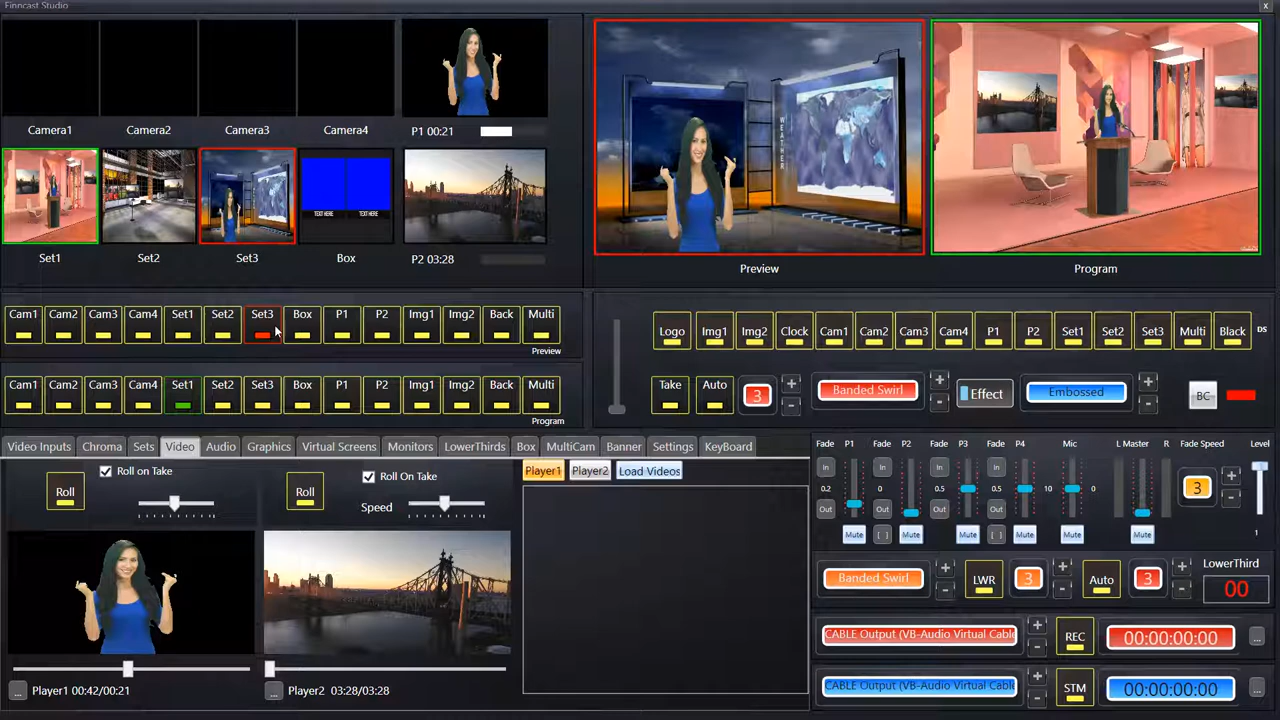 Finncast Studio
x
Camera1 Camera2 Camera3 Camera4 P1 00:21
WEATHER
TEXT HERE TEXT HERE
Set1 Set2 Set3 Box P2 03:28
Preview Program
Cam1 Cam2 Cam3 Cam4 Set1 Set2 Set3 Box P1 P2 Img1 Img2 Back Multi
Preview
Logo Img1 Img2 Clock Cam1 Cam2 Cam3 Cam4 P1 P2 Set1 Set2 Set3 Multi Black DS
Cam1 Cam2 Cam3 Cam4 Set1 Set2 Set3 Box P1 P2 Img1 Img2 Back Multi
Program
Take Auto 3 + - Banded Swirl + - Effect Embossed + - BC
Video Inputs Chroma Sets Video Audio Graphics Virtual Screens Monitors LowerThirds Box MultiCam Banner Settings KeyBoard
Roll Roll on Take
Roll Roll On Take
Speed
Player1 Player2 Load Videos
Fade P1 Fade P2 Fade P3 Fade P4 Mic L Master R Fade Speed Level
In In In In
0.2 0 0.5 0.5 10 0 3 + -
Out Out Out Out
Mute [ ] Mute Mute [ ] Mute Mute Mute 1
Banded Swirl + - LWR 3 + - Auto 3 + - LowerThird
00
CABLE Output (VB-Audio Virtual Cable + - REC 00:00:00:00 ...
CABLE Output (VB-Audio Virtual Cable + - STM 00:00:00:00 ...
... Player1 00:42/00:21 ... Player2 03:28/03:28